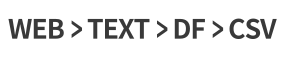 WEB > TEXT > DF > CSV